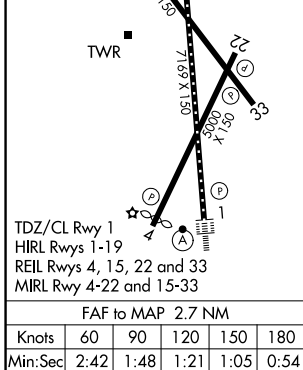 150
TWR
22
P
7169 X 150
P
33
5000
X 150
P
P
1
4
A
TDZ/CL Rwy 1
HIRL Rwys 1-19
REIL Rwys 4, 15, 22 and 33
MIRL Rwy 4-22 and 15-33
FAF to MAP 2.7 NM
Knots 60 90 120 150 180
Min:Sec 2:42 1:48 1:21 1:05 0:54